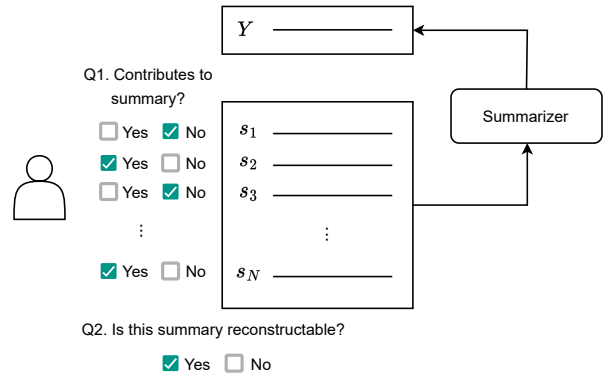 Y
Q1. Contributes to
summary?
Summarizer
Yes No s₁
Yes No s₂
Yes No s₃
⋮ ⋮
Yes No s_N
Q2. Is this summary reconstructable?
Yes No